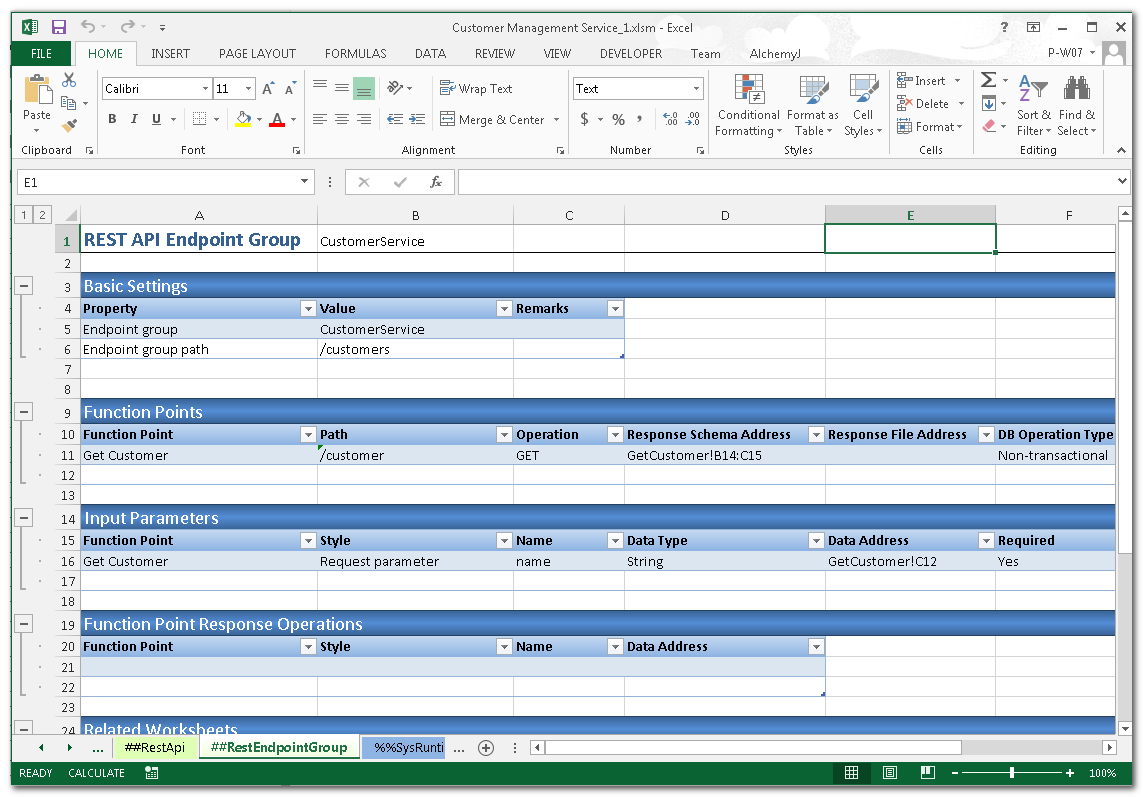 Customer Management Service_1.xlsm - Excel
?
FILE HOME INSERT PAGE LAYOUT FORMULAS DATA REVIEW VIEW DEVELOPER Team AlchemyJ P-W07
Paste
Calibri 11
Wrap Text
Merge & Center
Text
$ % ,
Conditional Formatting
Format as Table
Cell Styles
Insert
Delete
Format
Sort & Filter
Find & Select
Clipboard Font Alignment Number Styles Cells Editing
E1 fx
1 2 A B C D E F
1 REST API Endpoint Group CustomerService
2
3 Basic Settings
4 Property Value Remarks
5 Endpoint group CustomerService
6 Endpoint group path /customers
7
8
9 Function Points
10 Function Point Path Operation Response Schema Address Response File Address DB Operation Type
11 Get Customer /customer GET GetCustomer!B14:C15 Non-transactional
12
13
14 Input Parameters
15 Function Point Style Name Data Type Data Address Required
16 Get Customer Request parameter name String GetCustomer!C12 Yes
17
18
19 Function Point Response Operations
20 Function Point Style Name Data Address
21
22
23
24 Related Worksheets
... ##RestApi ##RestEndpointGroup %%SysRunti ...
READY CALCULATE 100%